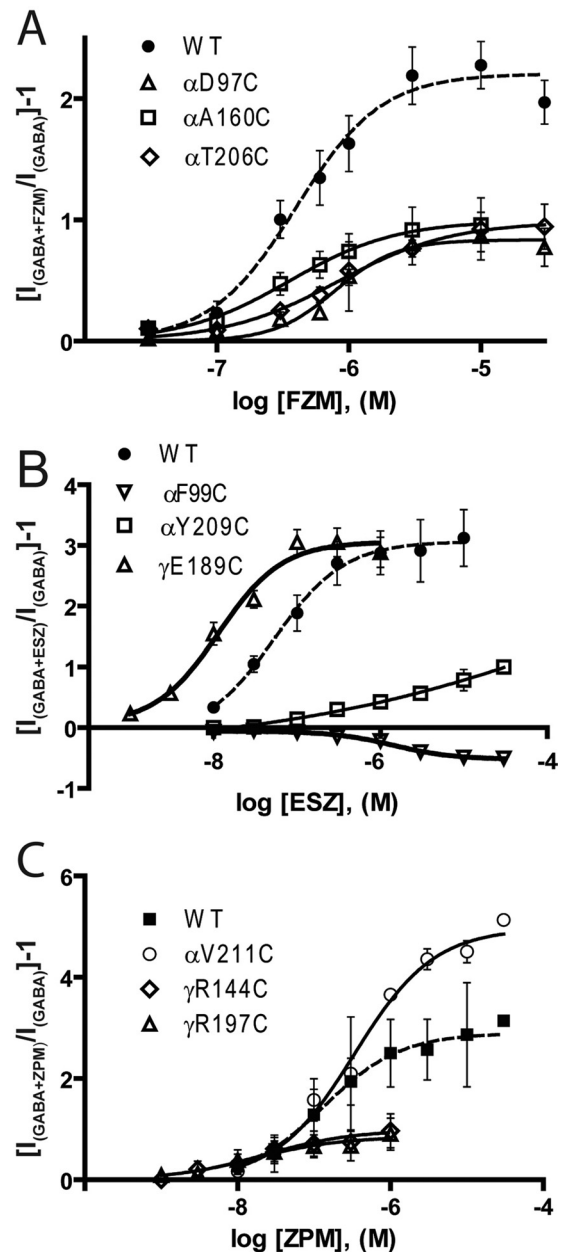 A
WT
αD97C
αA160C
αT206C
[I(GABA+FZM)/I(GABA)]-1
2
1
0
-7
-6
-5
log [FZM], (M)
B
WT
αF99C
αY209C
γE189C
[I(GABA+ESZ)/I(GABA)]-1
4
3
2
1
0
-1
-8
-6
-4
log [ESZ], (M)
C
WT
αV211C
γR144C
γR197C
[I(GABA+ZPM)/I(GABA)]-1
6
4
2
0
-8
-6
-4
log [ZPM], (M)